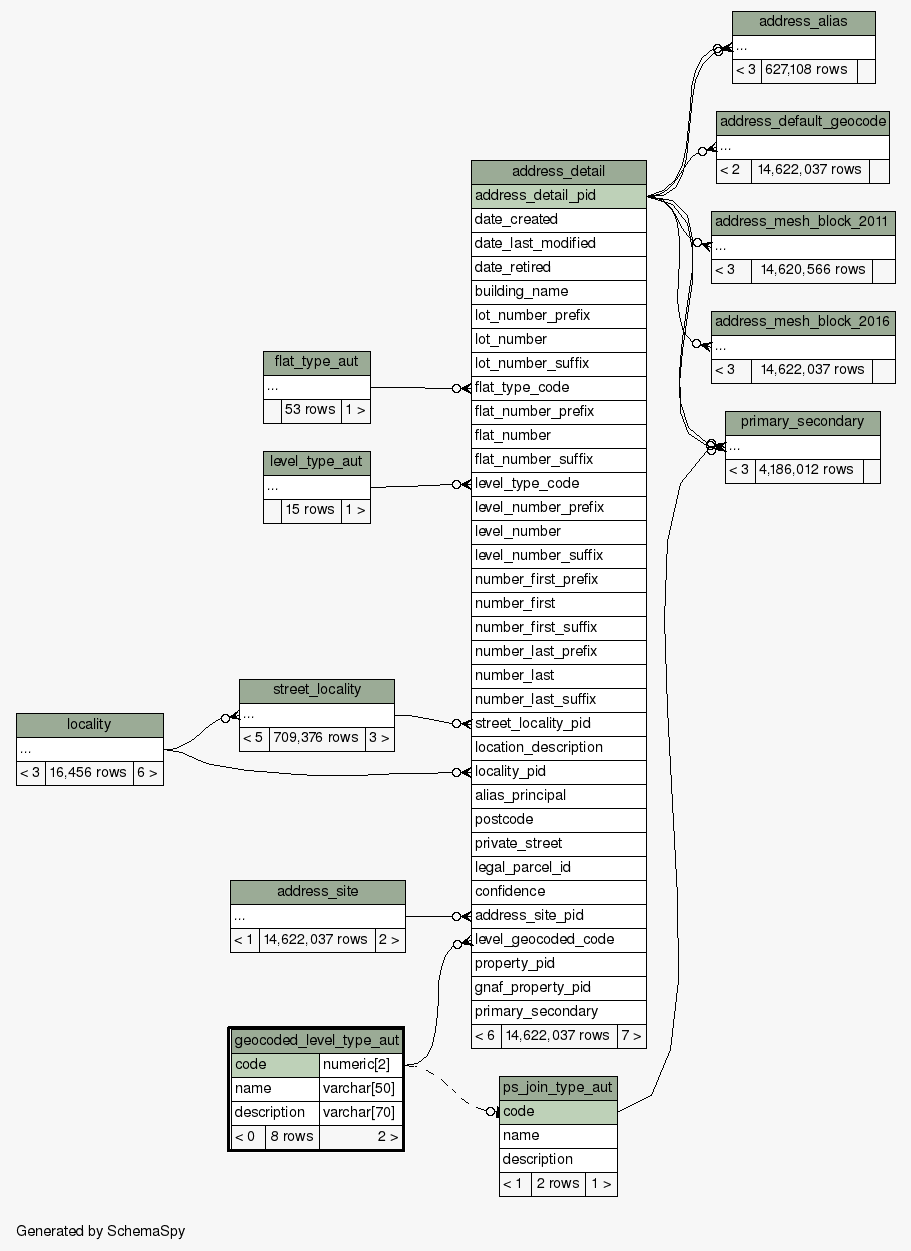 address_alias
...
< 3 627,108 rows
address_default_geocode
...
< 2 14,622,037 rows
address_mesh_block_2011
...
< 3 14,620,566 rows
address_mesh_block_2016
...
< 3 14,622,037 rows
primary_secondary
...
< 3 4,186,012 rows
address_detail
address_detail_pid
date_created
date_last_modified
date_retired
building_name
lot_number_prefix
lot_number
lot_number_suffix
flat_type_code
flat_number_prefix
flat_number
flat_number_suffix
level_type_code
level_number_prefix
level_number
level_number_suffix
number_first_prefix
number_first
number_first_suffix
number_last_prefix
number_last
number_last_suffix
street_locality_pid
location_description
locality_pid
alias_principal
postcode
private_street
legal_parcel_id
confidence
address_site_pid
level_geocoded_code
property_pid
gnaf_property_pid
primary_secondary
< 6 14,622,037 rows 7 >
flat_type_aut
...
53 rows 1 >
level_type_aut
...
15 rows 1 >
street_locality
...
< 5 709,376 rows 3 >
locality
...
< 3 16,456 rows 6 >
address_site
...
< 1 14,622,037 rows 2 >
geocoded_level_type_aut
code numeric[2]
name varchar[50]
description varchar[70]
< 0 8 rows 2 >
ps_join_type_aut
code
name
description
< 1 2 rows 1 >
Generated by SchemaSpy